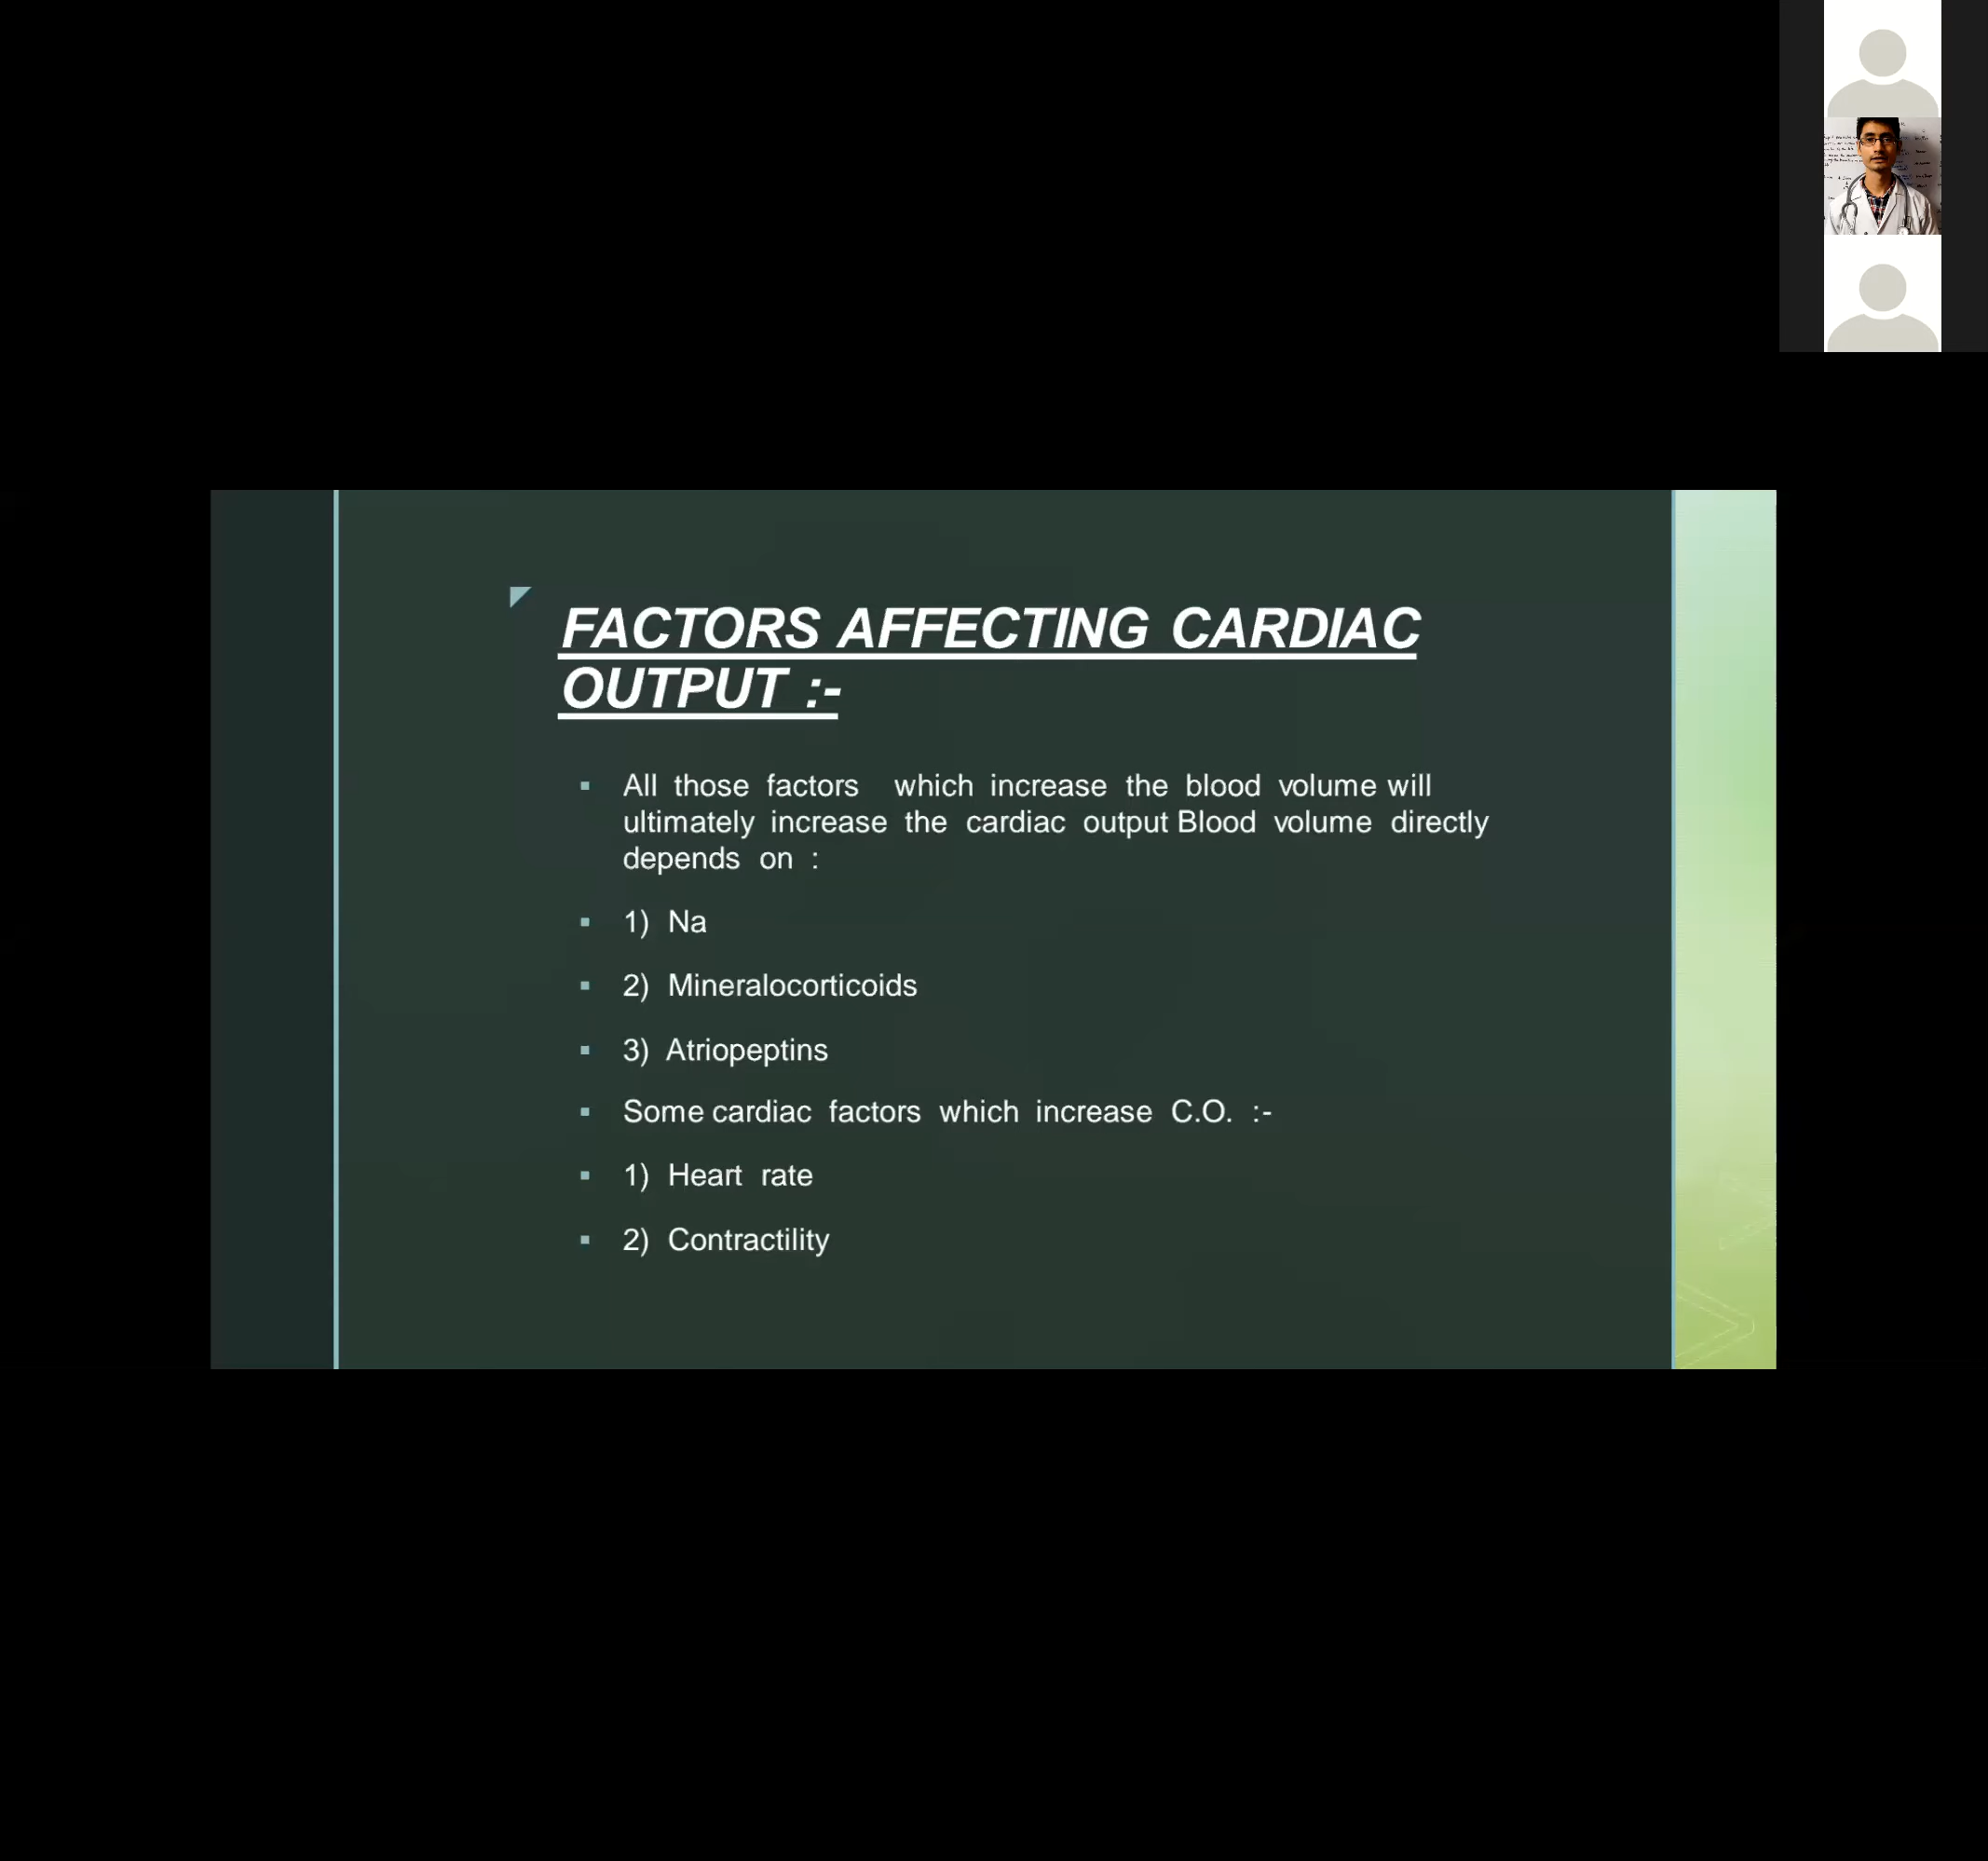 FACTORS AFFECTING CARDIAC
OUTPUT :-
All those factors which increase the blood volume will
ultimately increase the cardiac output Blood volume directly
depends on :
1) Na
2) Mineralocorticoids
3) Atriopeptins
Some cardiac factors which increase C.O. :-
1) Heart rate
2) Contractility